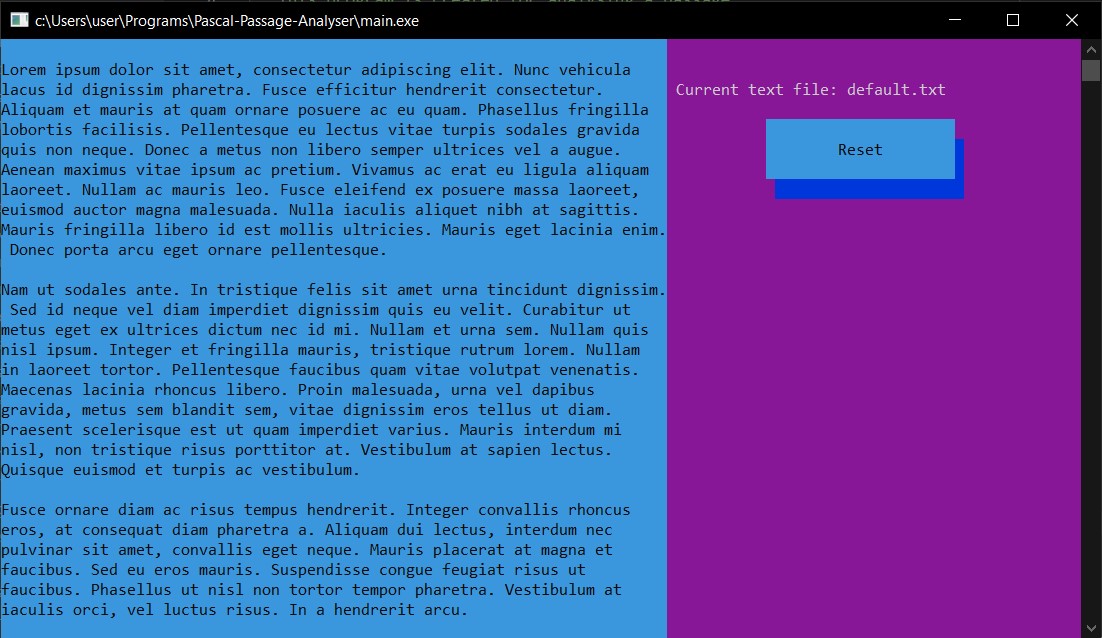 c:\Users\user\Programs\Pascal-Passage-Analyser\main.exe
Lorem ipsum dolor sit amet, consectetur adipiscing elit. Nunc vehicula
lacus id dignissim pharetra. Fusce efficitur hendrerit consectetur.
Aliquam et mauris at quam ornare posuere ac eu quam. Phasellus fringilla
lobortis facilisis. Pellentesque eu lectus vitae turpis sodales gravida
quis non neque. Donec a metus non libero semper ultrices vel a augue.
Aenean maximus vitae ipsum ac pretium. Vivamus ac erat eu ligula aliquam
laoreet. Nullam ac mauris leo. Fusce eleifend ex posuere massa laoreet,
euismod auctor magna malesuada. Nulla iaculis aliquet nibh at sagittis.
Mauris fringilla libero id est mollis ultricies. Mauris eget lacinia enim.
Donec porta arcu eget ornare pellentesque.
Nam ut sodales ante. In tristique felis sit amet urna tincidunt dignissim.
Sed id neque vel diam imperdiet dignissim quis eu velit. Curabitur ut
metus eget ex ultrices dictum nec id mi. Nullam et urna sem. Nullam quis
nisl ipsum. Integer et fringilla mauris, tristique rutrum lorem. Nullam
in laoreet tortor. Pellentesque faucibus quam vitae volutpat venenatis.
Maecenas lacinia rhoncus libero. Proin malesuada, urna vel dapibus
gravida, metus sem blandit sem, vitae dignissim eros tellus ut diam.
Praesent scelerisque est ut quam imperdiet varius. Mauris interdum mi
nisl, non tristique risus porttitor at. Vestibulum at sapien lectus.
Quisque euismod et turpis ac vestibulum.
Fusce ornare diam ac risus tempus hendrerit. Integer convallis rhoncus
eros, at consequat diam pharetra a. Aliquam dui lectus, interdum nec
pulvinar sit amet, convallis eget neque. Mauris placerat at magna et
faucibus. Sed eu eros mauris. Suspendisse congue feugiat risus ut
faucibus. Phasellus ut nisl non tortor tempor pharetra. Vestibulum at
iaculis orci, vel luctus risus. In a hendrerit arcu.
Current text file: default.txt
Reset